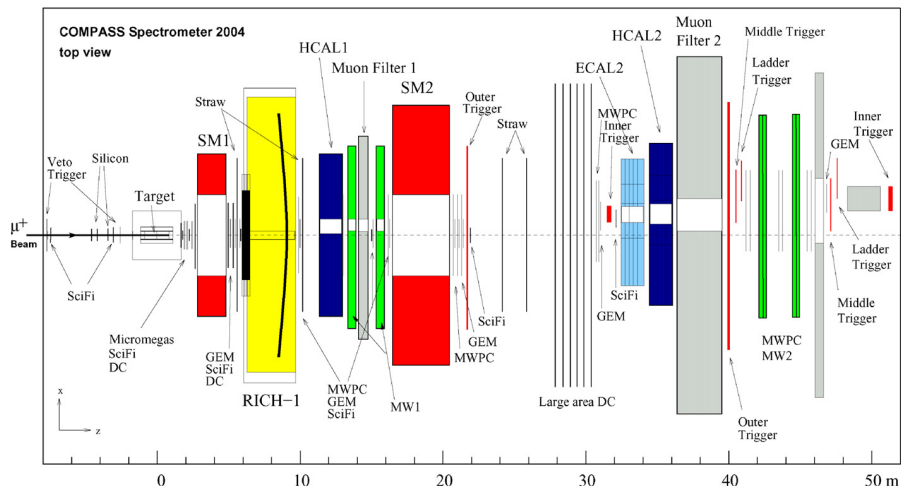 COMPASS Spectrometer 2004
top view
HCAL1
Muon Filter 1
SM2
Muon
Filter 2
HCAL2
ECAL2
Middle Trigger
Ladder
Trigger
Straw
SM1
Outer
Trigger
Straw
MWPC
Inner
Trigger
Inner
Trigger
GEM
Veto
Trigger
Silicon
Target
μ+
Beam
SciFi
Micromegas
SciFi
DC
GEM
SciFi
DC
RICH−1
MWPC
GEM
SciFi
MW1
MWPC
GEM
SciFi
Large area DC
GEM
SciFi
Outer
Trigger
MWPC
MW2
Middle
Trigger
Ladder
Trigger
x
z
0 10 20 30 40 50 m